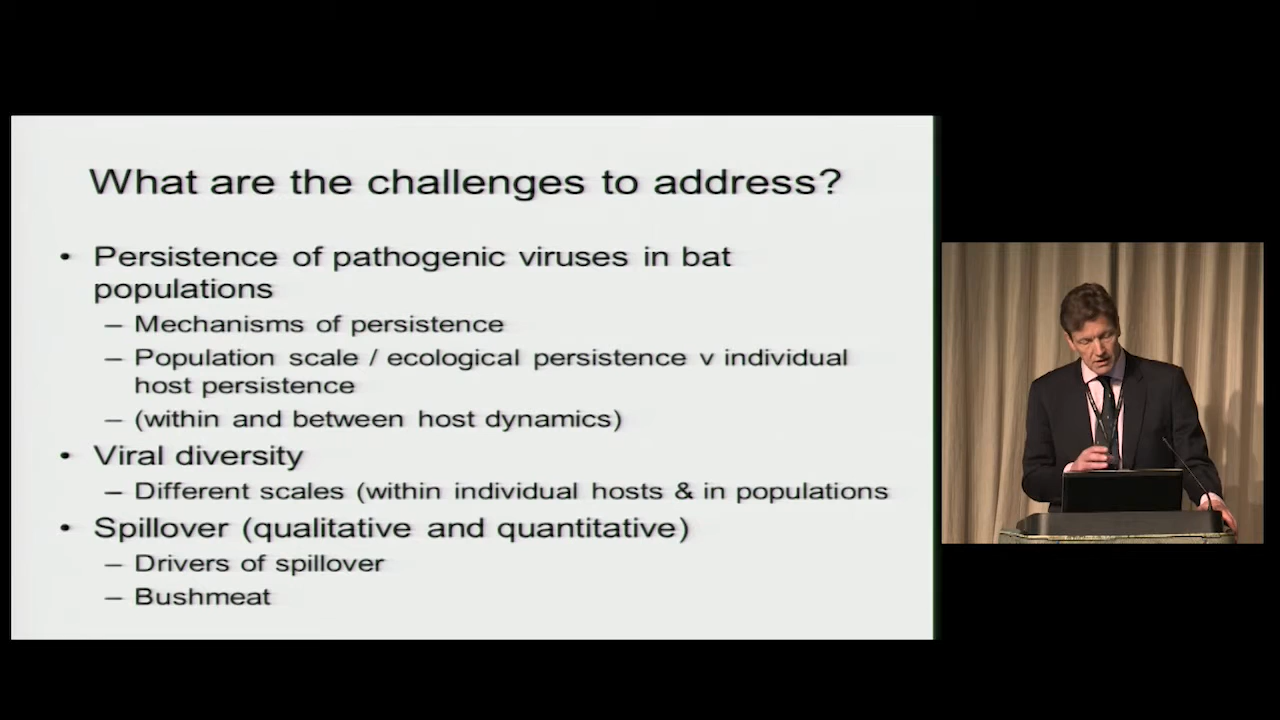 What are the challenges to address?
• Persistence of pathogenic viruses in bat
populations
– Mechanisms of persistence
– Population scale / ecological persistence v individual
host persistence
– (within and between host dynamics)
• Viral diversity
– Different scales (within individual hosts & in populations
• Spillover (qualitative and quantitative)
– Drivers of spillover
– Bushmeat